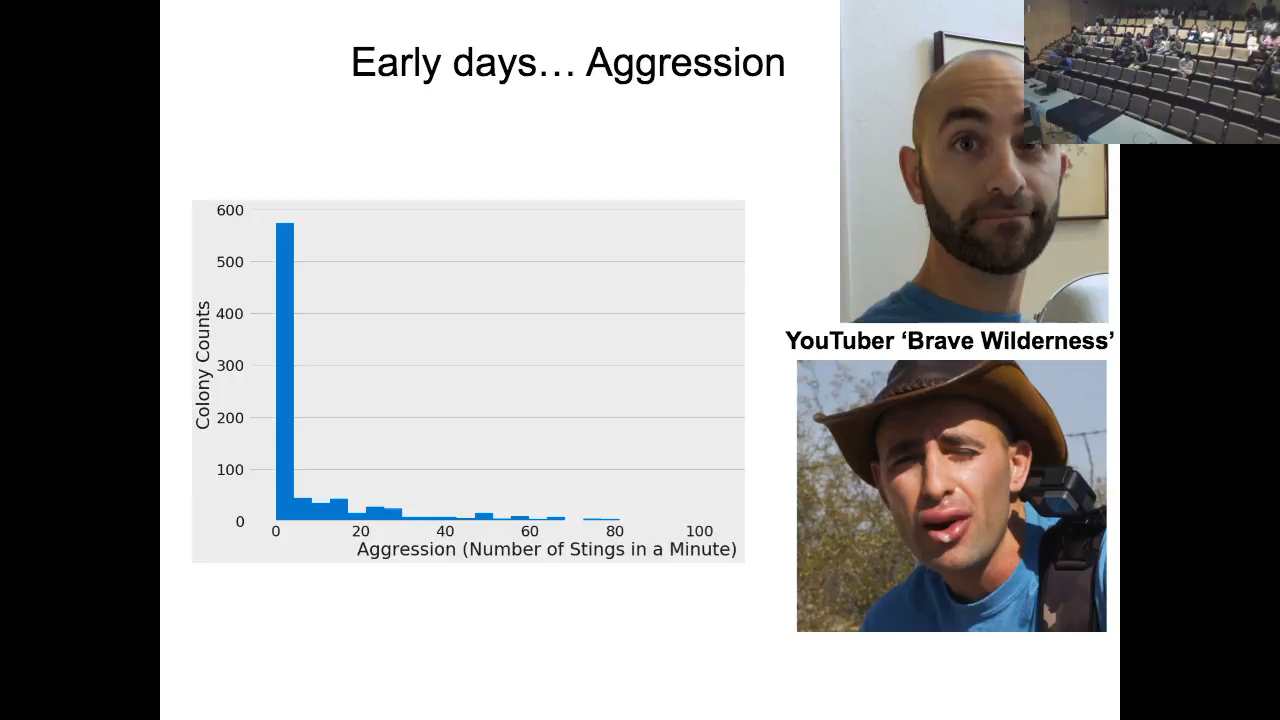 Early days… Aggression
600
500
400
300
200
100
0
Colony Counts
0 20 40 60 80 100
Aggression (Number of Stings in a Minute)
YouTuber ‘Brave Wilderness’